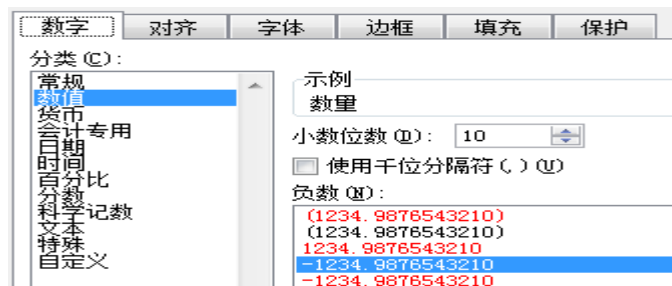 数字 对齐 字体 边框 填充 保护
分类(C):
常规
数值
货币
会计专用
日期
时间
百分比
分数
科学记数
文本
特殊
自定义
示例
数量
小数位数(D): 10
使用千位分隔符(,)(U)
负数(N):
(1234.9876543210)
(1234.9876543210)
1234.9876543210
-1234.9876543210
-1234.9876543210